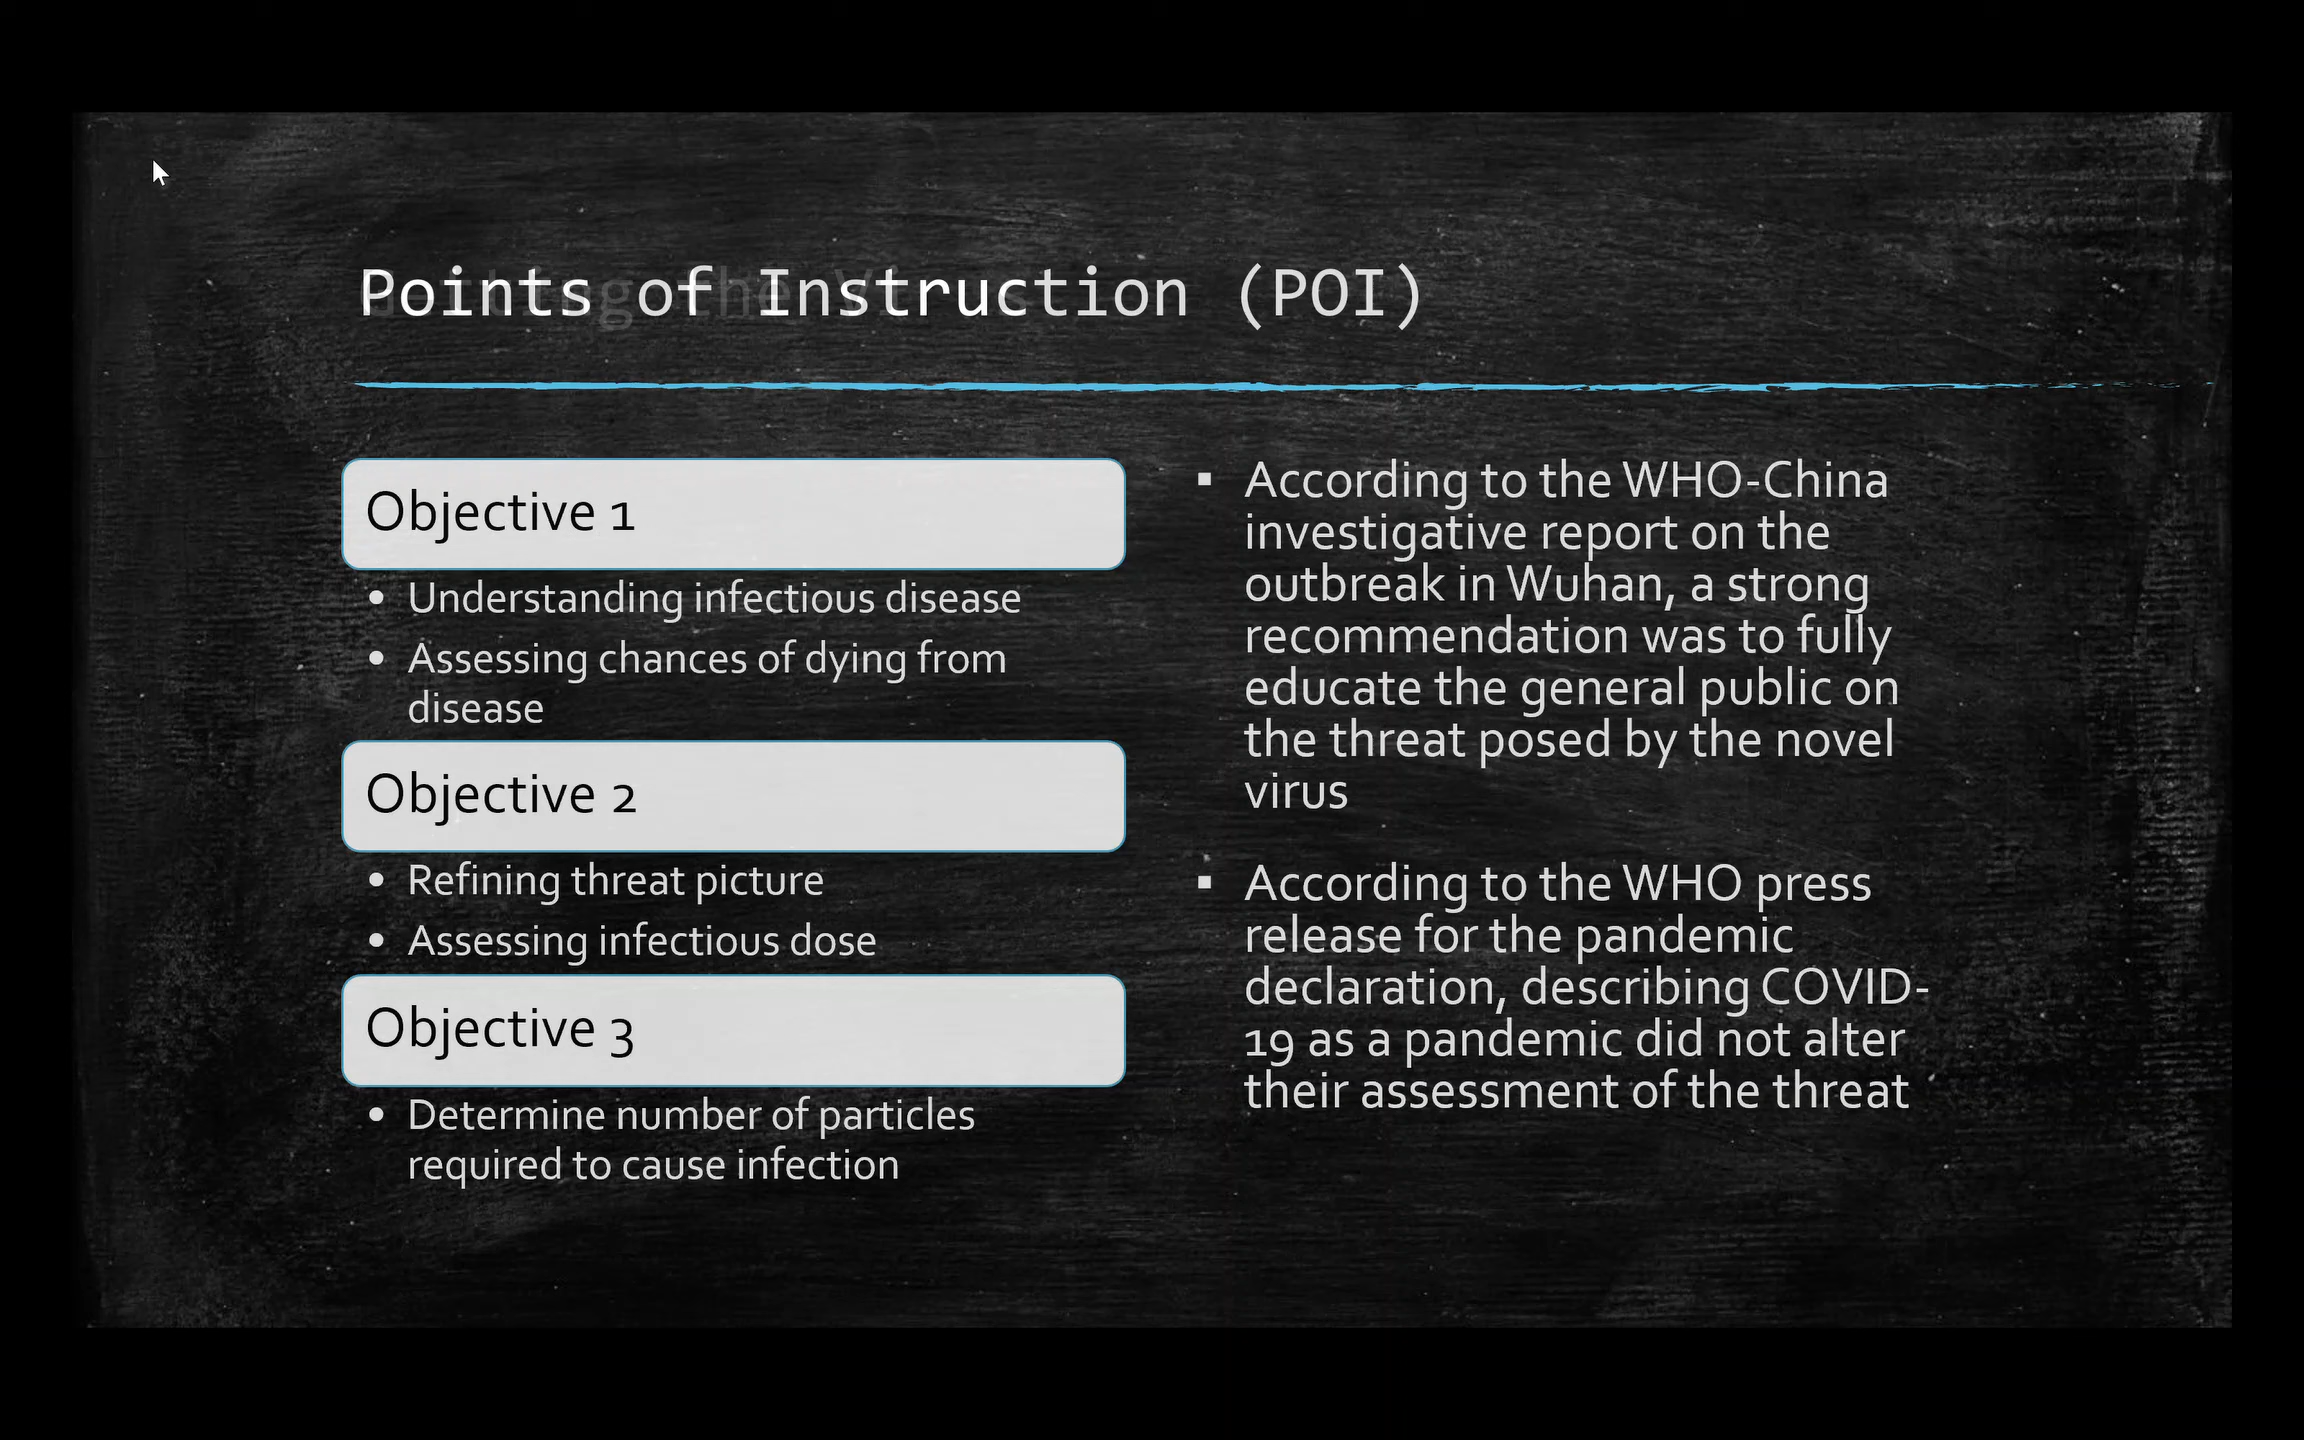 Points of Instruction (POI)
Objective 1
• Understanding infectious disease
• Assessing chances of dying from
disease
Objective 2
• Refining threat picture
• Assessing infectious dose
Objective 3
• Determine number of particles
required to cause infection
▪ According to the WHO-China
investigative report on the
outbreak in Wuhan, a strong
recommendation was to fully
educate the general public on
the threat posed by the novel
virus
▪ According to the WHO press
release for the pandemic
declaration, describing COVID-
19 as a pandemic did not alter
their assessment of the threat